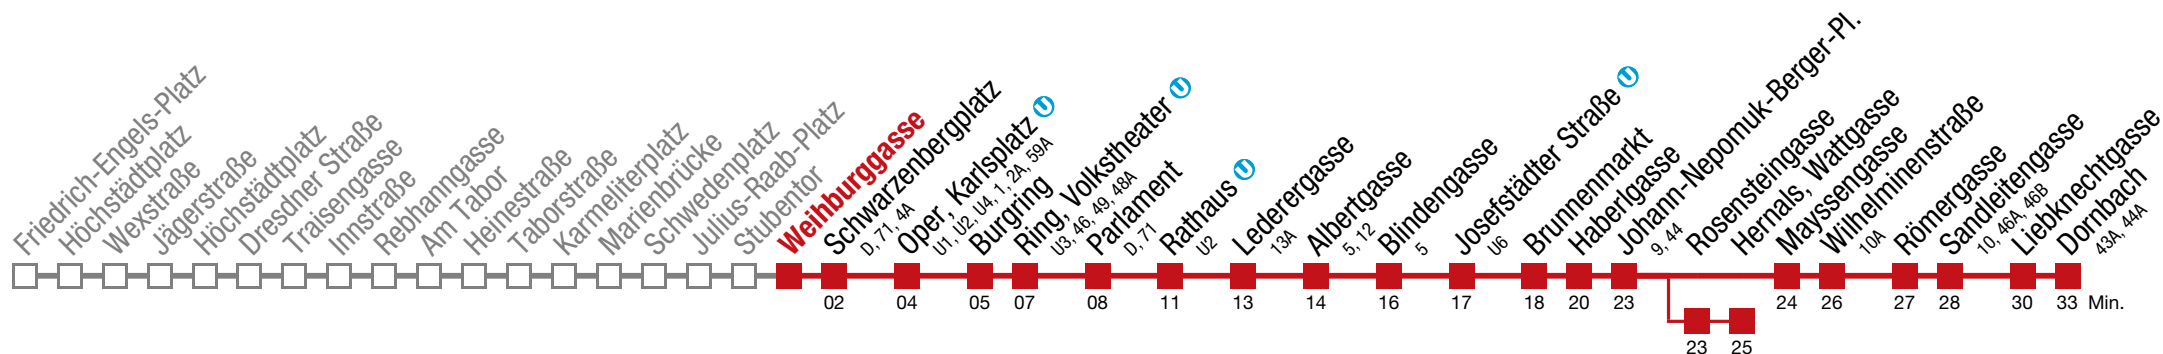 Friedrich-Engels-Platz
Höchstädtplatz
Wexstraße
Jägerstraße
Höchstädtplatz
Dresdner Straße
Traisengasse
Innstraße
Rebhanngasse
Am Tabor
Heinestraße
Taborstraße
Karmeliterplatz
Marienbrücke
Schwedenplatz
Julius-Raab-Platz
Stubentor
Weihburggasse
Schwarzenbergplatz
D, 71, 4A
Oper, Karlsplatz U
U1, U2, U4, 1, 2A, 59A
Burgring
Ring, Volkstheater U
U3, 46, 49, 48A
Parlament
D, 71
Rathaus U
U2
Lederergasse
13A
Albertgasse
5, 12
Blindengasse
5
Josefstädter Straße U
U6
Brunnenmarkt
Haberlgasse
Johann-Nepomuk-Berger-Pl.
9, 44
Rosensteingasse
Hernals, Wattgasse
Mayssengasse
Wilhelminenstraße
10A
Römergasse
Sandleitengasse
10, 46A, 46B
Liebknechtgasse
Dornbach
43A, 44A
02 04 05 07 08 11 13 14 16 17 18 20 23 24 26 27 28 30 33 Min.
23 25